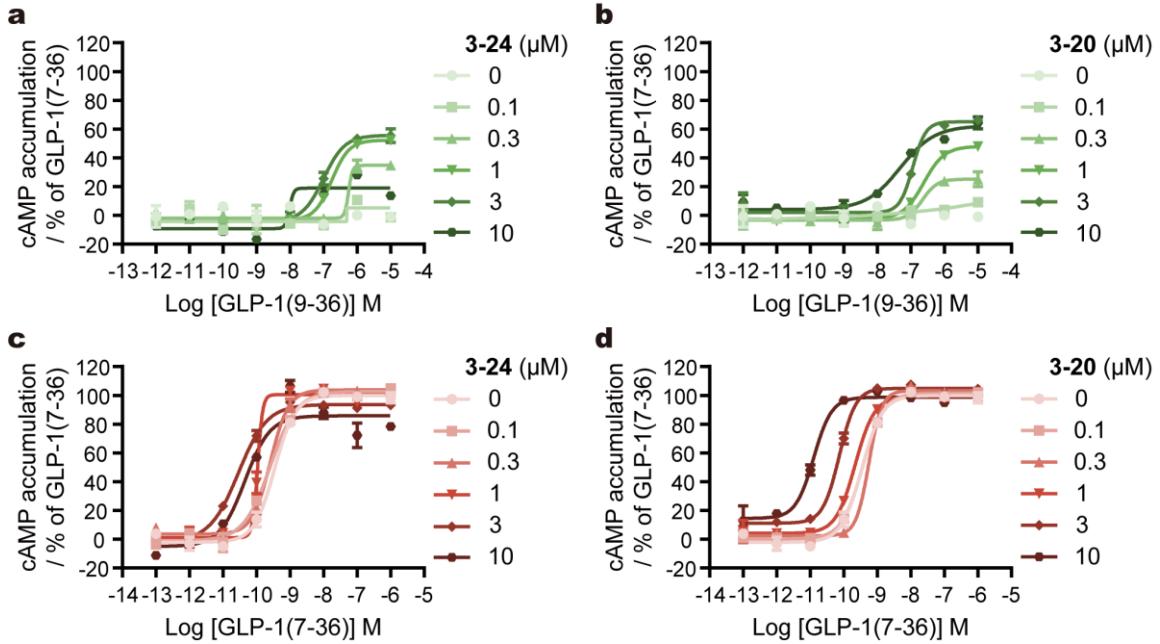 a
cAMP accumulation
/ % of GLP-1(7-36)
120
100
80
60
40
20
0
-20
-13 -12 -11 -10 -9 -8 -7 -6 -5 -4
Log [GLP-1(9-36)] M
3-24 (μM)
0
0.1
0.3
1
3
10
b
cAMP accumulation
/ % of GLP-1(7-36)
120
100
80
60
40
20
0
-20
-13 -12 -11 -10 -9 -8 -7 -6 -5 -4
Log [GLP-1(9-36)] M
3-20 (μM)
0
0.1
0.3
1
3
10
c
cAMP accumulation
/ % of GLP-1(7-36)
120
100
80
60
40
20
0
-20
-14 -13 -12 -11 -10 -9 -8 -7 -6 -5
Log [GLP-1(7-36)] M
3-24 (μM)
0
0.1
0.3
1
3
10
d
cAMP accumulation
/ % of GLP-1(7-36)
120
100
80
60
40
20
0
-20
-14 -13 -12 -11 -10 -9 -8 -7 -6 -5
Log [GLP-1(7-36)] M
3-20 (μM)
0
0.1
0.3
1
3
10